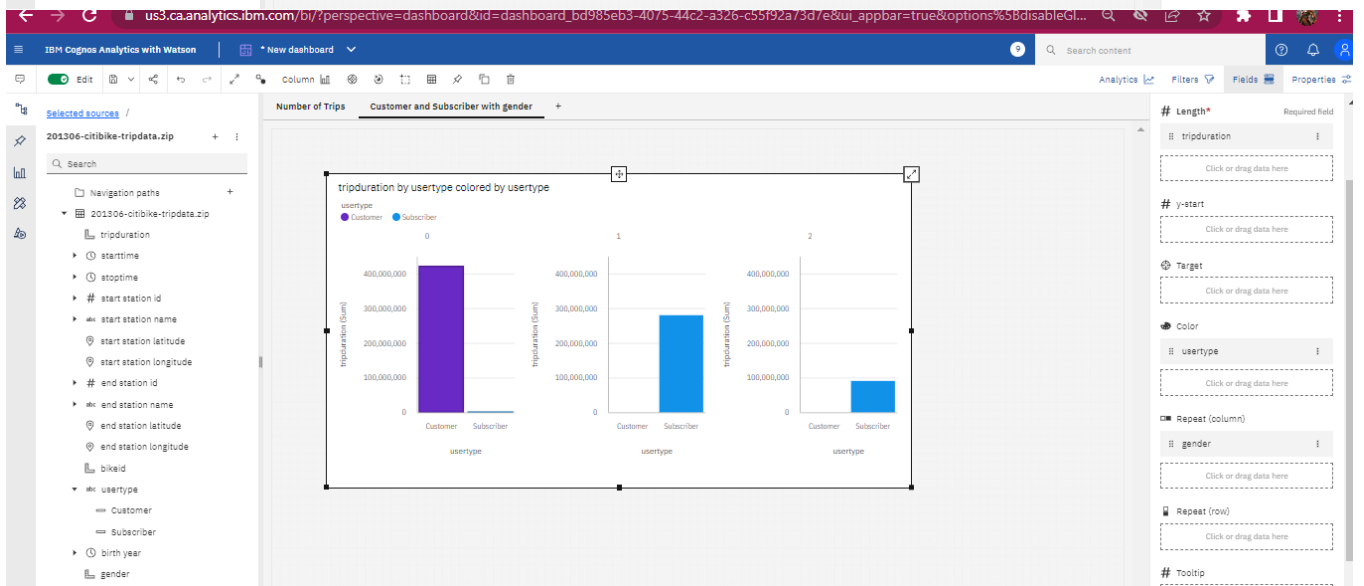 us3.ca.analytics.ibm.com/bi/?perspective=dashboard&id=dashboard_bd985eb3-4075-44c2-a326-c55f92a73d7e&ui_appbar=true&options%5BdisableGl...
IBM Cognos Analytics with Watson
* New dashboard
9
Search content
Edit
Column
Analytics
Filters
Fields
Properties
Selected sources /
201306-citibike-tripdata.zip
Search
Navigation paths
201306-citibike-tripdata.zip
tripduration
starttime
stoptime
# start station id
abc start station name
start station latitude
start station longitude
# end station id
abc end station name
end station latitude
end station longitude
bikeid
abc usertype
Customer
Subscriber
birth year
gender
Number of Trips
Customer and Subscriber with gender
+
tripduration by usertype colored by usertype
usertype
Customer Subscriber
0
tripduration (Sum)
400,000,000
300,000,000
200,000,000
100,000,000
0
Customer Subscriber
usertype
1
tripduration (Sum)
400,000,000
300,000,000
200,000,000
100,000,000
0
Customer Subscriber
usertype
2
tripduration (Sum)
400,000,000
300,000,000
200,000,000
100,000,000
0
Customer Subscriber
usertype
# Length* Required field
tripduration
Click or drag data here
# y-start
Click or drag data here
Target
Click or drag data here
Color
usertype
Click or drag data here
Repeat (column)
gender
Click or drag data here
Repeat (row)
Click or drag data here
# Tooltip